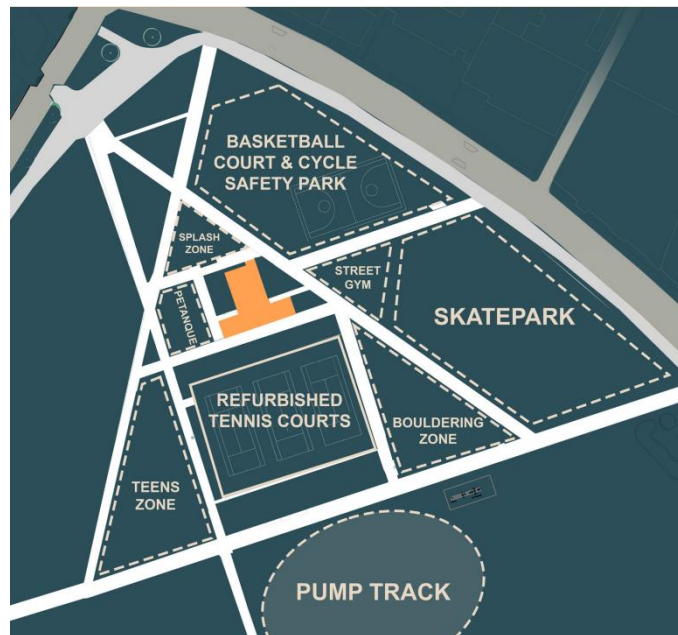 BASKETBALL
COURT & CYCLE
SAFETY PARK
SPLASH
ZONE
STREET
GYM
PETANQUE
SKATEPARK
REFURBISHED
TENNIS COURTS
BOULDERING
ZONE
TEENS
ZONE
PUMP TRACK